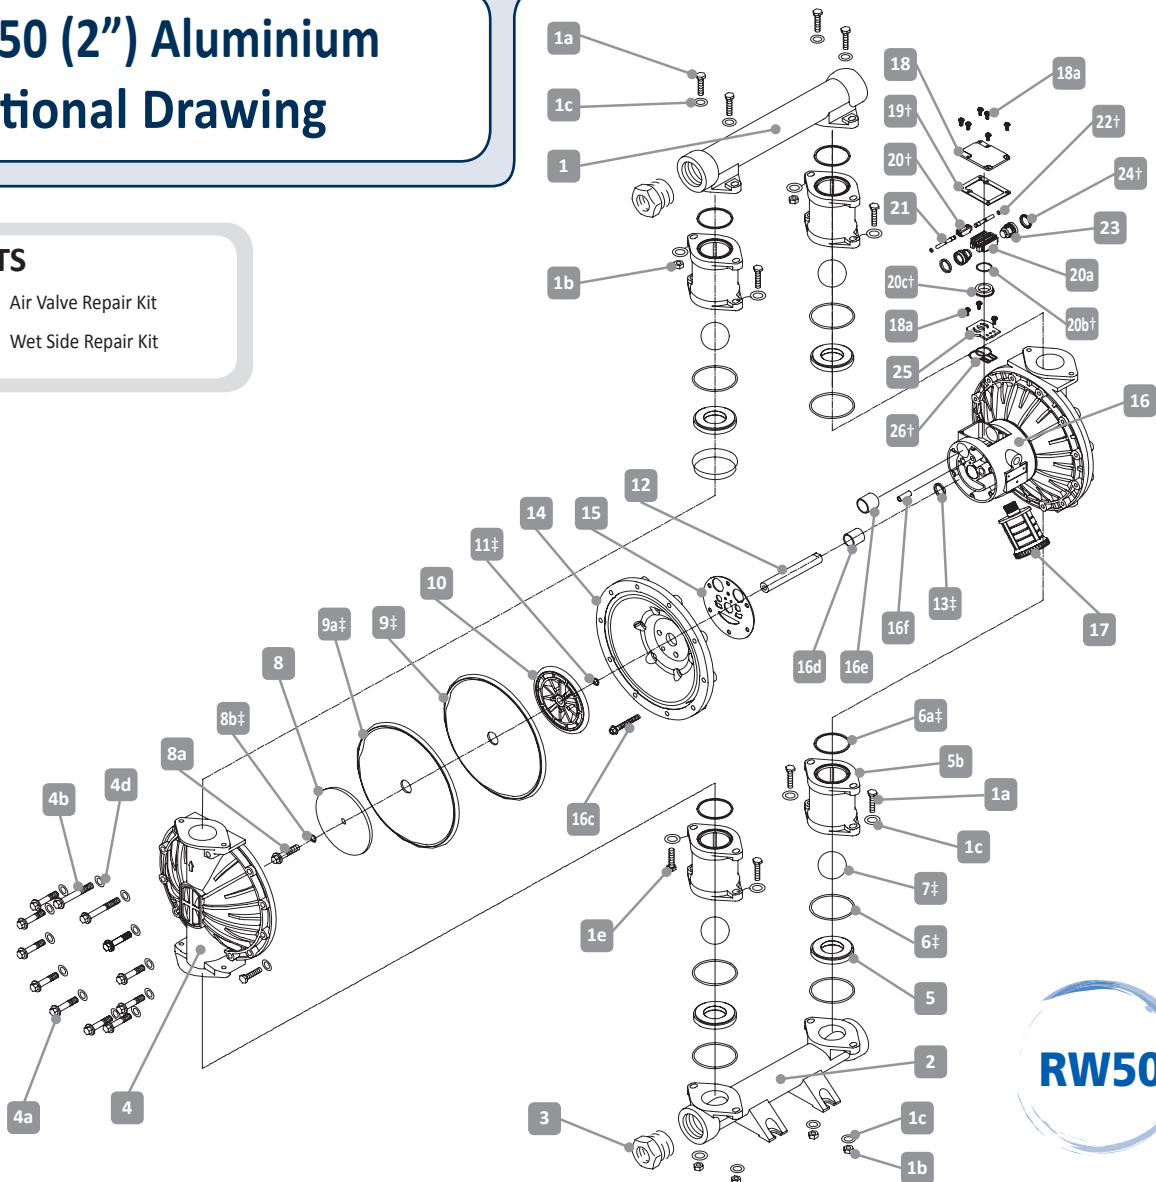 50 (2”) Aluminium
tional Drawing
TS
Air Valve Repair Kit
Wet Side Repair Kit
1a
1c
1
1b
18
18a
19†
22†
20†
24†
21
23
20c†
20a
18a
20b†
25
26†
16
12
14
15
11‡
10
9a‡
9‡
8
8b‡
8a
4b
4d
16d
16e
16f
13‡
17
16c
6a‡
5b
1a
1c
7‡
6‡
5
1e
2
3
4
4a
1c
1b
RW50